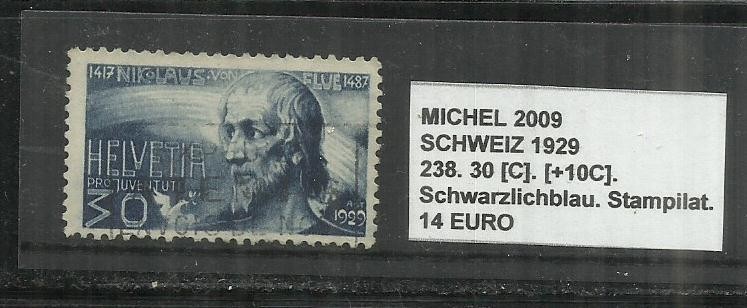 1417 NIKOLAUS·VON FLUE 1487
HELVETIA
PRO JUVENTUTE
30
1929
MICHEL 2009
SCHWEIZ 1929
238. 30 [C]. [+10C].
Schwarzlichblau. Stampilat.
14 EURO